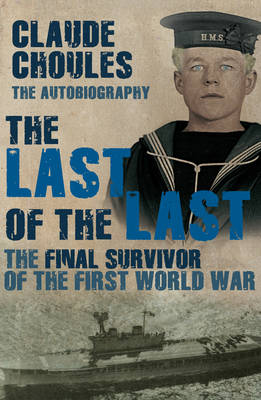 CLAUDE
CHOULES
THE AUTOBIOGRAPHY
H.M.S.
THE
LAST
OF THE LAST
THE FINAL SURVIVOR
OF THE FIRST WORLD WAR